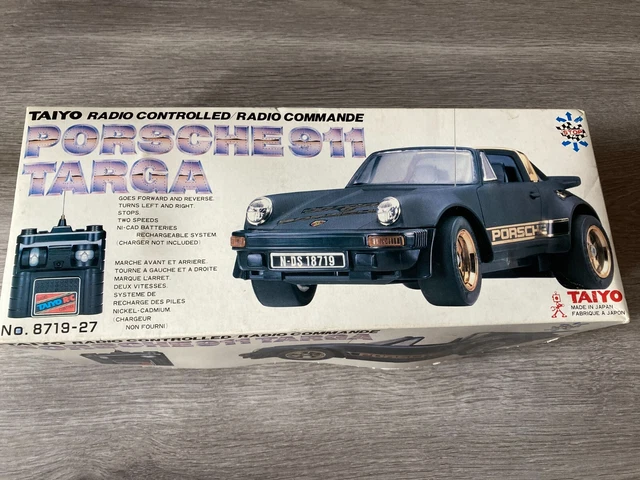 TAIYO RADIO CONTROLLED/RADIO COMMANDE
PORSCHE 911
TARGA
GOES FORWARD AND REVERSE.
TURNS LEFT AND RIGHT.
STOPS.
TWO SPEEDS
NI-CAD BATTERIES
RECHARGEABLE SYSTEM.
(CHARGER NOT INCLUDED)
MARCHE AVANT ET ARRIERE.
TOURNE A GAUCHE ET A DROITE
MARQUE L'ARRET.
DEUX VITESSES.
SYSTEME DE
RECHARGE DES PILES
NICKEL-CADMIUM.
(CHARGEUR
NON FOURNI)
TAIYO R/C
No. 8719-27
N-DS 18719
PORSCHE
TAIYO
MADE IN JAPAN
FABRIQUE A JAPON
TAIYO RADIO CONTROLLED/RADIO COMMANDE
911 TARGA